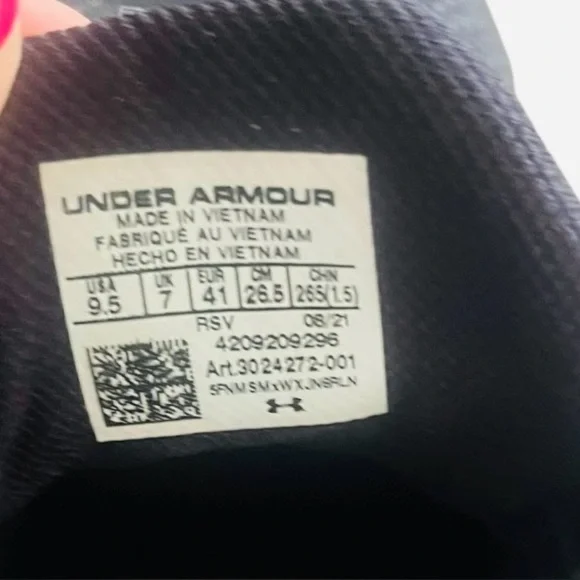 UNDER ARMOUR
MADE IN VIETNAM
FABRIQUÉ AU VIETNAM
HECHO EN VIETNAM
USA UK EUR CM CHN
9.5 7 41 26.5 265(1.5)
RSV 08/21
4209209296
Art.3024272-001